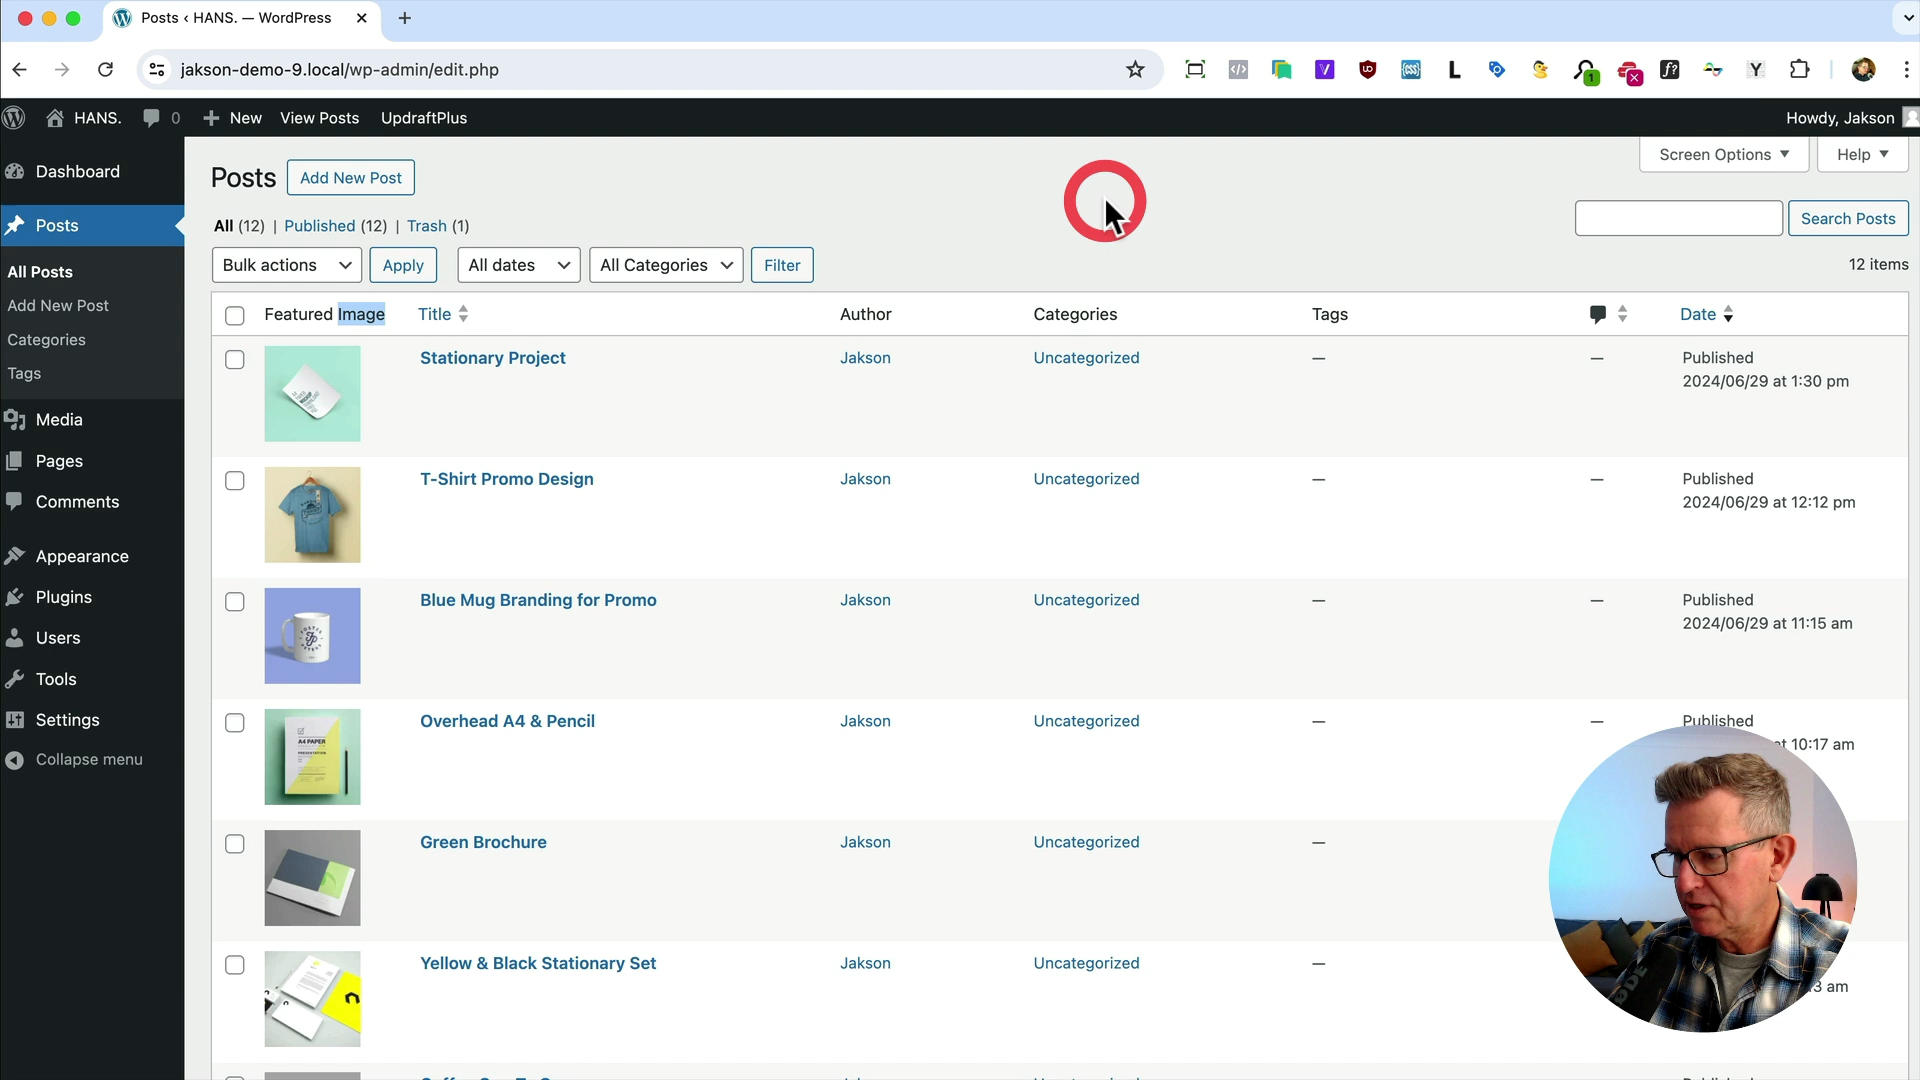 Posts ‹ HANS. — WordPress
jakson-demo-9.local/wp-admin/edit.php
HANS. 0 New View Posts UpdraftPlus Howdy, Jakson
Dashboard
Posts
All Posts
Add New Post
Categories
Tags
Media
Pages
Comments
Appearance
Plugins
Users
Tools
Settings
Collapse menu
Screen Options Help
Posts Add New Post
All (12) | Published (12) | Trash (1)
Search Posts
Bulk actions Apply All dates All Categories Filter
12 items
Featured Image Title Author Categories Tags Date
Stationary Project Jakson Uncategorized — — Published
2024/06/29 at 1:30 pm
T-Shirt Promo Design Jakson Uncategorized — — Published
2024/06/29 at 12:12 pm
Blue Mug Branding for Promo Jakson Uncategorized — — Published
2024/06/29 at 11:15 am
Overhead A4 & Pencil Jakson Uncategorized — — Published
at 10:17 am
A4 PAPER
Green Brochure Jakson Uncategorized —
Yellow & Black Stationary Set Jakson Uncategorized —
am